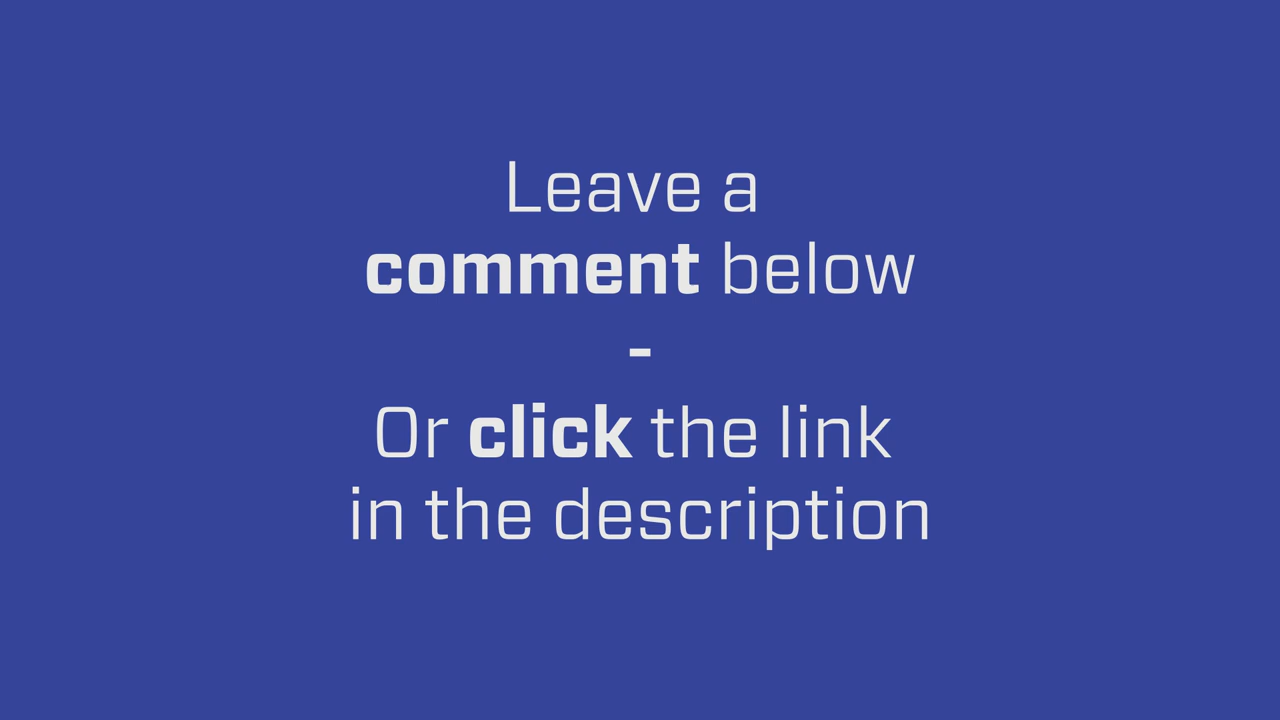 Leave a
comment below
-
Or click the link
in the description